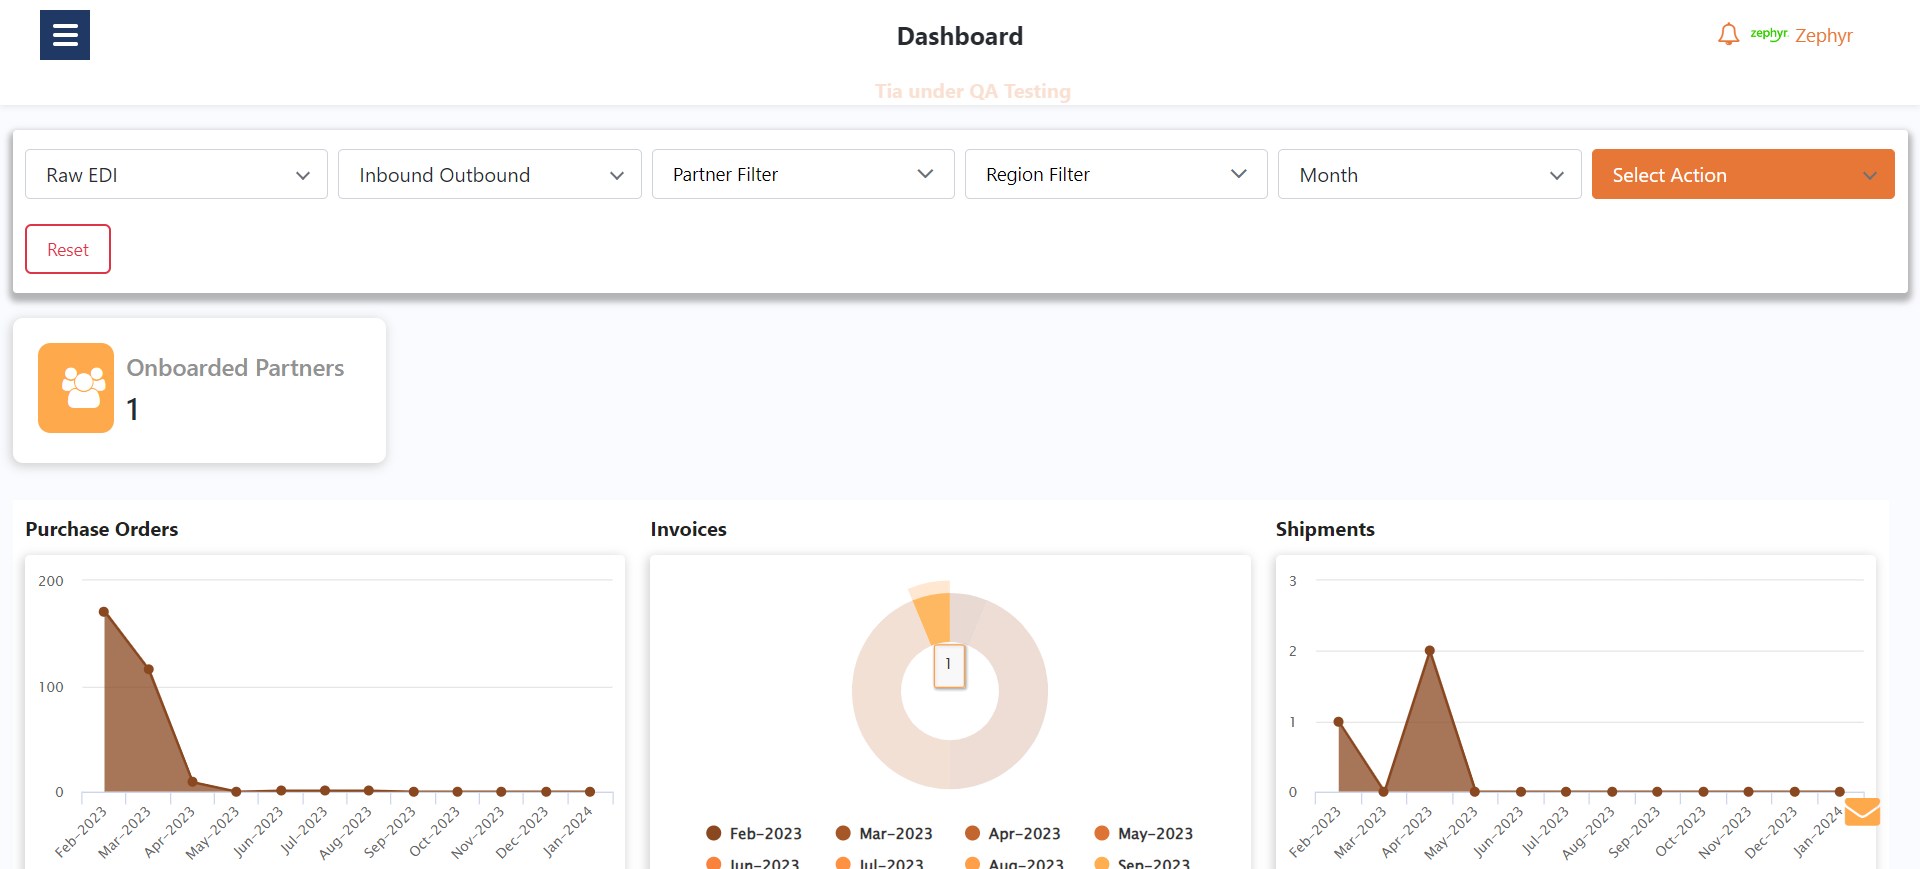 Dashboard
zephyr Zephyr
Tia under QA Testing
Raw EDI
Inbound Outbound
Partner Filter
Region Filter
Month
Select Action
Reset
Onboarded Partners
1
Purchase Orders
200
100
0
Feb-2023
Mar-2023
Apr-2023
May-2023
Jun-2023
Jul-2023
Aug-2023
Sep-2023
Oct-2023
Nov-2023
Dec-2023
Jan-2024
Invoices
1
Feb-2023
Mar-2023
Apr-2023
May-2023
Jun-2023
Jul-2023
Aug-2023
Sep-2023
Shipments
3
2
1
0
Feb-2023
Mar-2023
Apr-2023
May-2023
Jun-2023
Jul-2023
Aug-2023
Sep-2023
Oct-2023
Nov-2023
Dec-2023
Jan-2024